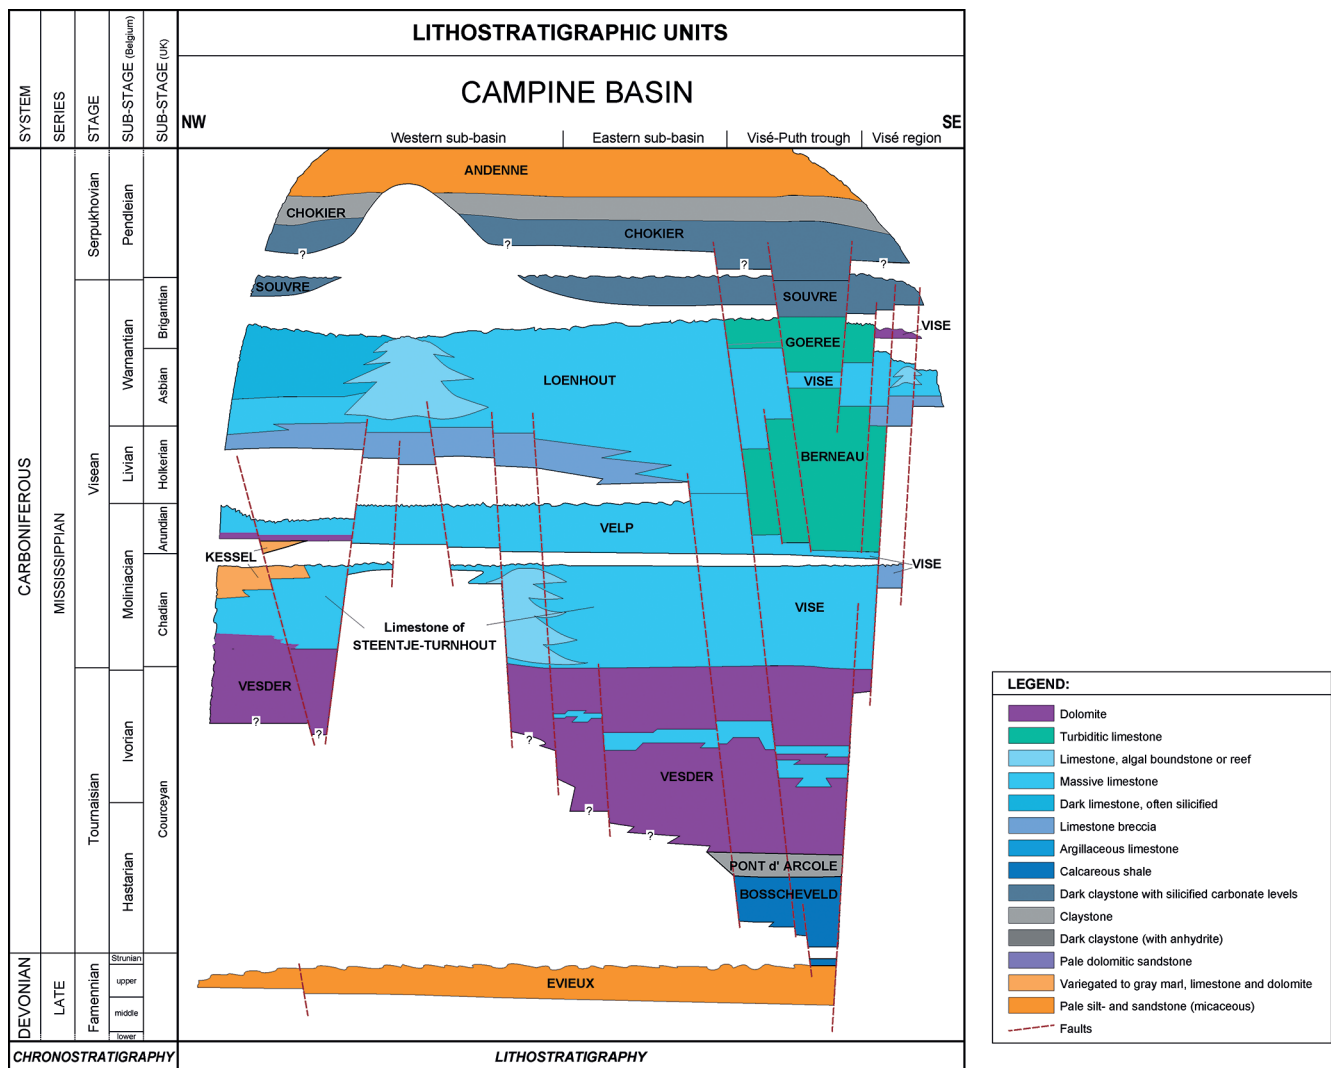 LITHOSTRATIGRAPHIC UNITS
CAMPINE BASIN
NW
SE
Western sub-basin
Eastern sub-basin
Visé-Puth trough
Visé region
SYSTEM
SERIES
STAGE
SUB-STAGE (Belgium)
SUB-STAGE (UK)
CARBONIFEROUS
DEVONIAN
MISSISSIPPIAN
LATE
Serpukhovian
Visean
Tournaisian
Famennian
Pendleian
Warnantian
Livian
Moliniacian
Ivorian
Hastarian
Strunian
upper
middle
lower
Brigantian
Asbian
Holkerian
Arundian
Chadian
Courceyan
ANDENNE
CHOKIER
CHOKIER
?
?
?
?
SOUVRE
SOUVRE
VISE
GOEREE
LOENHOUT
VISE
BERNEAU
VELP
KESSEL
VISE
VISE
Limestone of
STEENTJE-TURNHOUT
VESDER
?
?
?
VESDER
?
?
PONT d' ARCOLE
BOSSCHEVELD
EVIEUX
CHRONOSTRATIGRAPHY
LITHOSTRATIGRAPHY
LEGEND:
Dolomite
Turbiditic limestone
Limestone, algal boundstone or reef
Massive limestone
Dark limestone, often silicified
Limestone breccia
Argillaceous limestone
Calcareous shale
Dark claystone with silicified carbonate levels
Claystone
Dark claystone (with anhydrite)
Pale dolomitic sandstone
Variegated to gray marl, limestone and dolomite
Pale silt- and sandstone (micaceous)
Faults